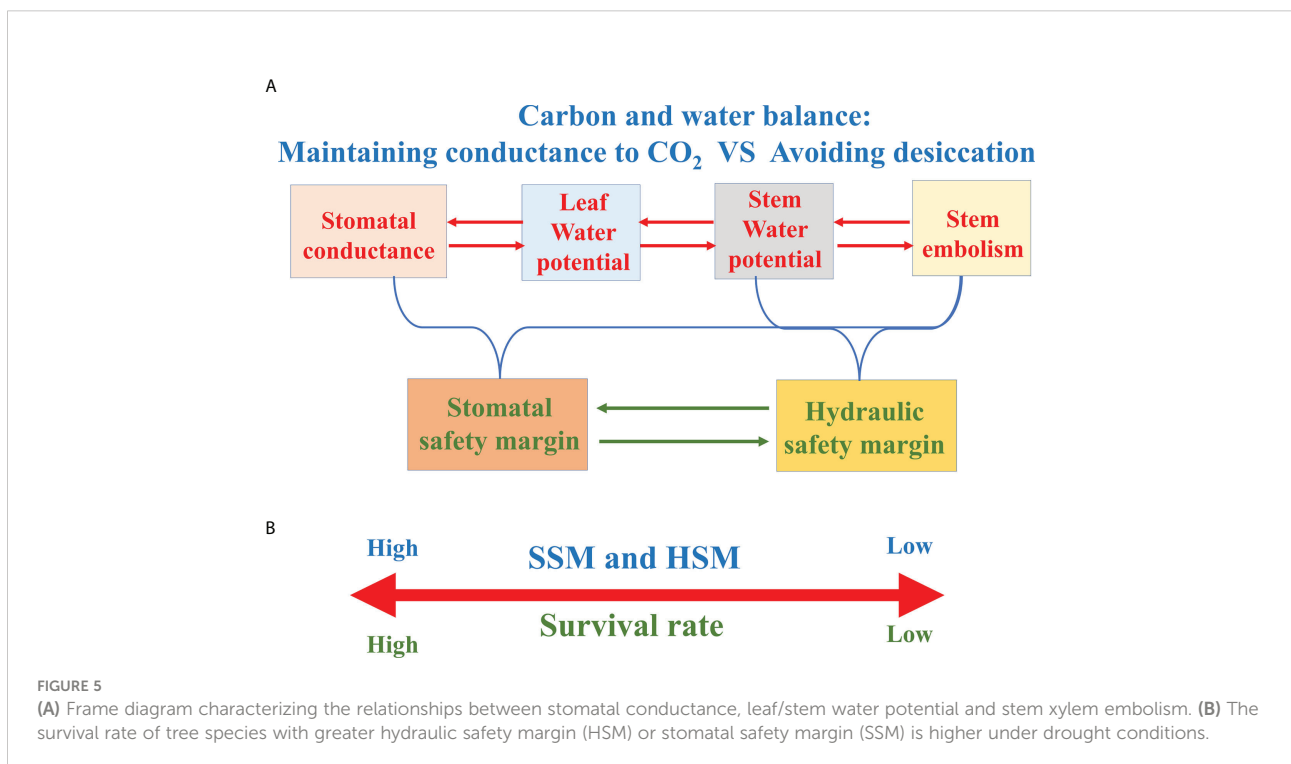 A
Carbon and water balance:
Maintaining conductance to CO₂ VS Avoiding desiccation
Stomatal
conductance
Leaf
Water
potential
Stem
Water
potential
Stem
embolism
Stomatal
safety margin
Hydraulic
safety margin
B
High
SSM and HSM
Low
High
Survival rate
Low
FIGURE 5
(A) Frame diagram characterizing the relationships between stomatal conductance, leaf/stem water potential and stem xylem embolism. (B) The
survival rate of tree species with greater hydraulic safety margin (HSM) or stomatal safety margin (SSM) is higher under drought conditions.